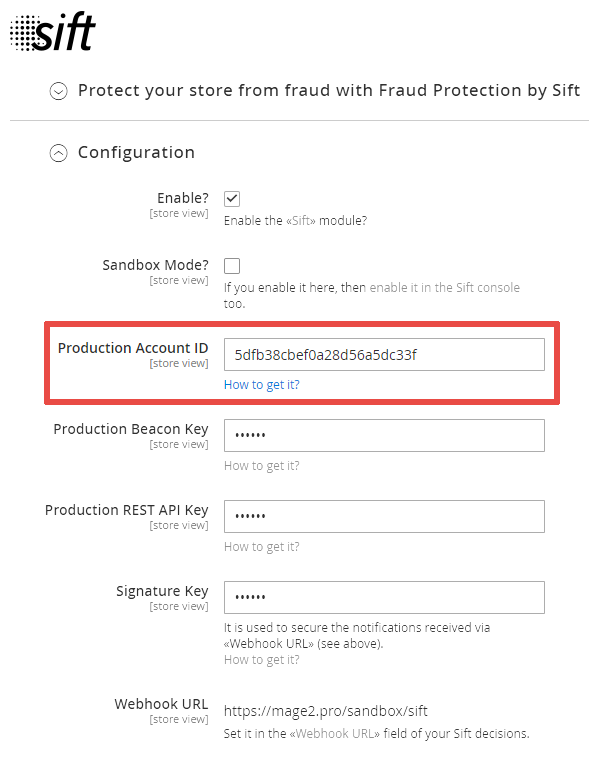 sift
Protect your store from fraud with Fraud Protection by Sift
Configuration
Enable?
[store view]
Enable the «Sift» module?
Sandbox Mode?
[store view]
If you enable it here, then enable it in the Sift console
too.
Production Account ID
[store view]
5dfb38cbef0a28d56a5dc33f
How to get it?
Production Beacon Key
[store view]
••••••
How to get it?
Production REST API Key
[store view]
••••••
How to get it?
Signature Key
[store view]
••••••
It is used to secure the notifications received via
«Webhook URL» (see above).
How to get it?
Webhook URL
[store view]
https://mage2.pro/sandbox/sift
Set it in the «Webhook URL» field of your Sift decisions.